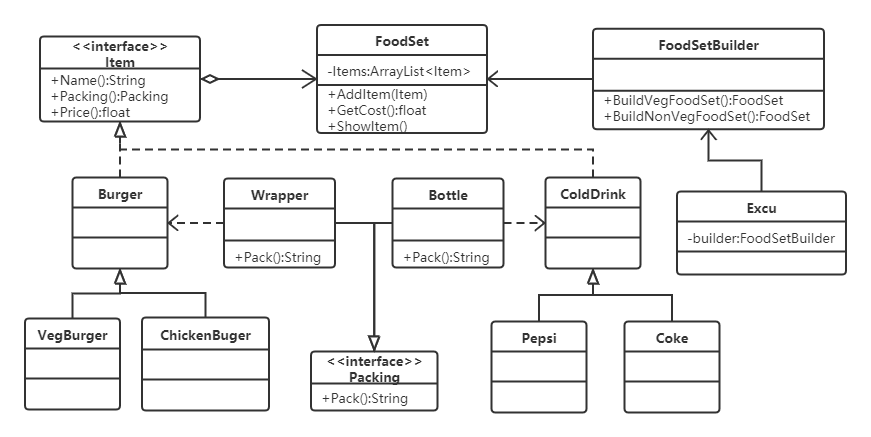 <<interface>>
Item
+Name():String
+Packing():Packing
+Price():float
FoodSet
-Items:ArrayList<Item>
+AddItem(Item)
+GetCost():float
+ShowItem()
FoodSetBuilder
+BuildVegFoodSet():FoodSet
+BuildNonVegFoodSet():FoodSet
Burger
Wrapper
+Pack():String
Bottle
+Pack():String
ColdDrink
Excu
-builder:FoodSetBuilder
VegBurger
ChickenBuger
<<interface>>
Packing
+Pack():String
Pepsi
Coke